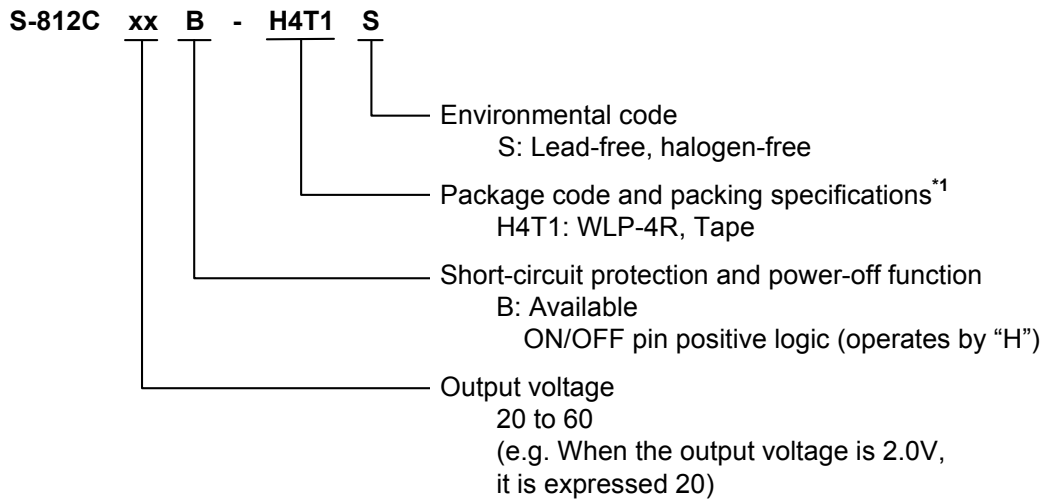 S-812C xx B - H4T1 S
Environmental code
S: Lead-free, halogen-free
Package code and packing specifications*1
H4T1: WLP-4R, Tape
Short-circuit protection and power-off function
B: Available
ON/OFF pin positive logic (operates by “H”)
Output voltage
20 to 60
(e.g. When the output voltage is 2.0V,
it is expressed 20)